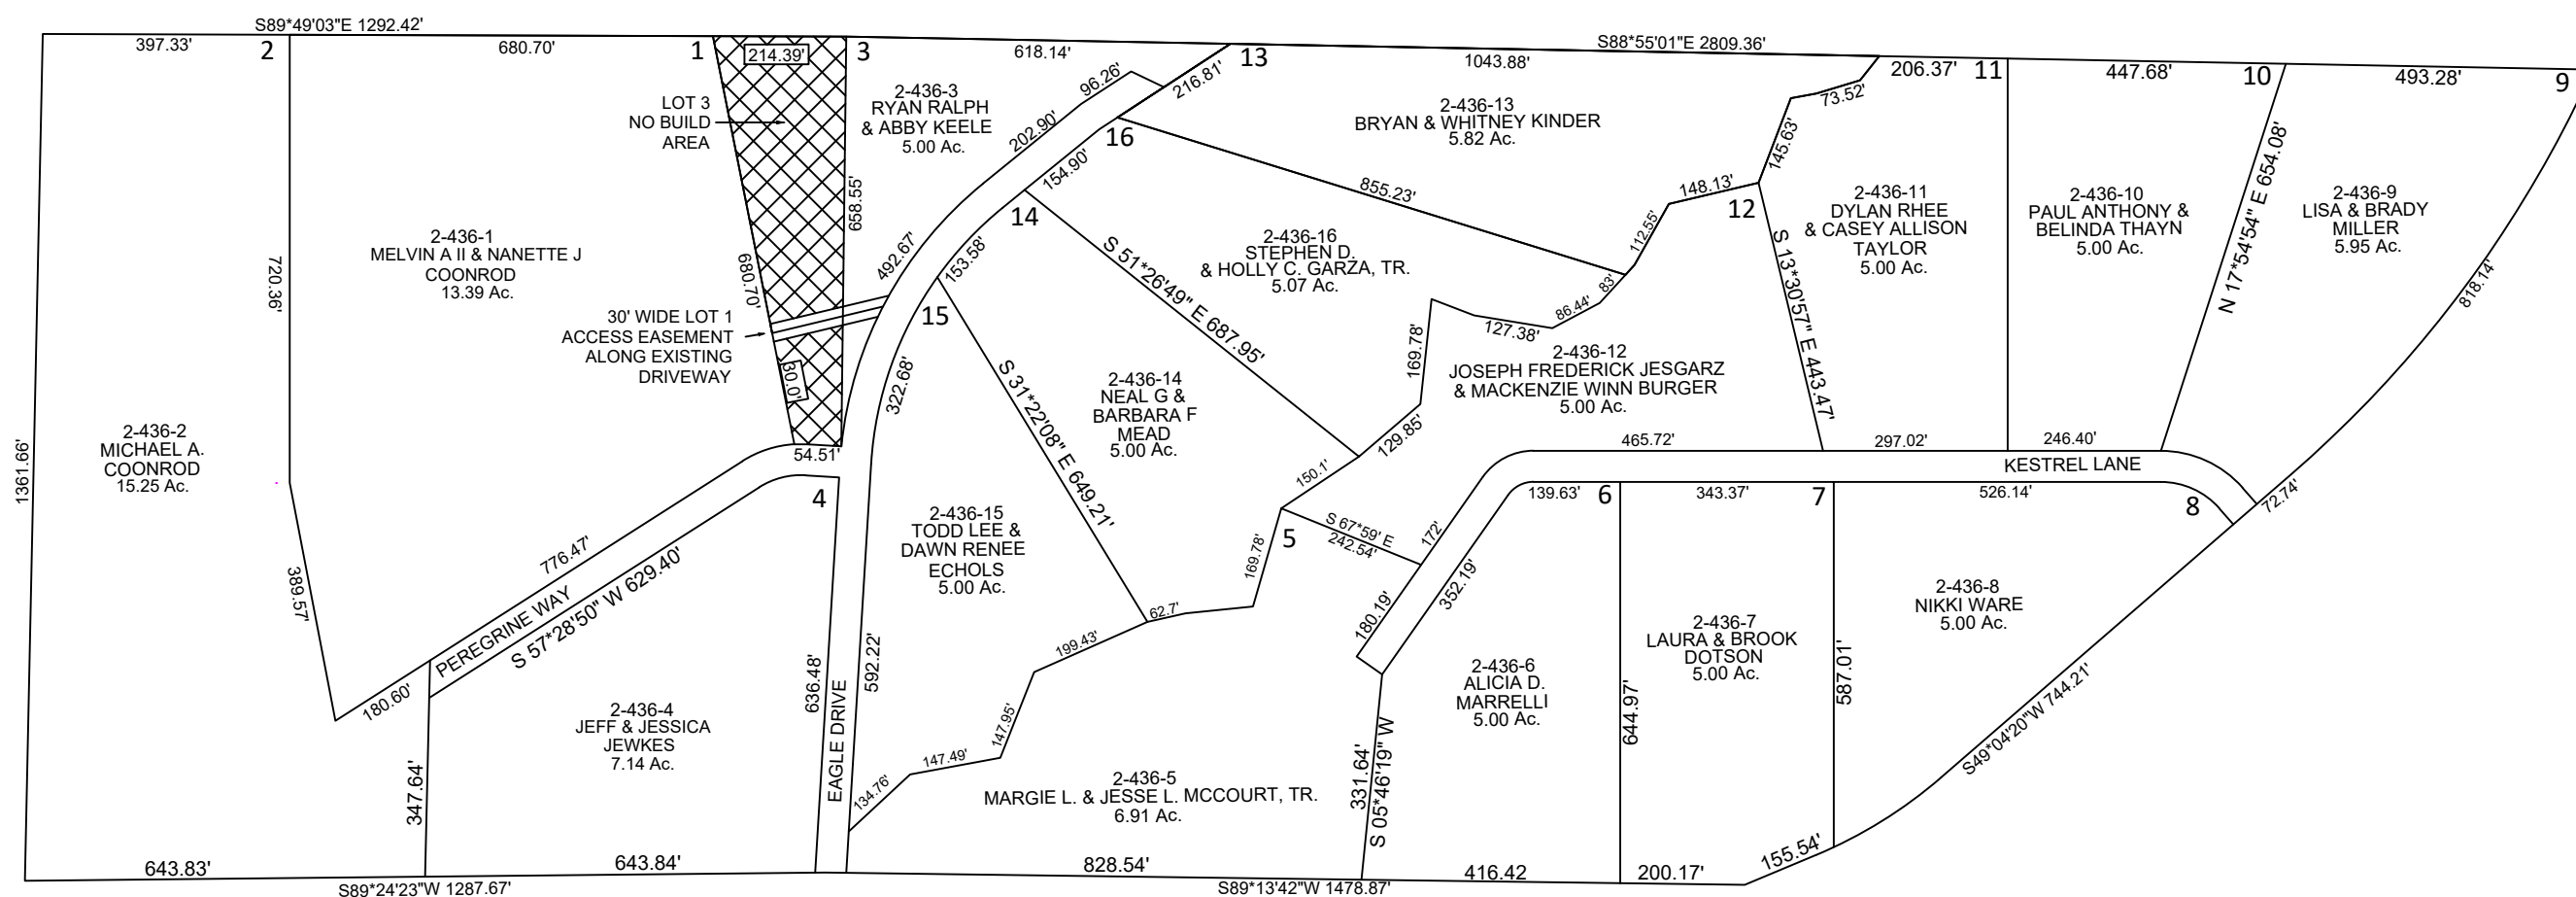 S89*49'03"E 1292.42'
397.33'
2
680.70'
1
214.39'
3
618.14'
13
S88*55'01"E 2809.36'
1043.88'
206.37'
11
447.68'
10
493.28'
9
LOT 3
NO BUILD
AREA
2-436-3
RYAN RALPH
& ABBY KEELE
5.00 Ac.
96.26'
216.81'
202.90'
16
154.90'
2-436-13
BRYAN & WHITNEY KINDER
5.82 Ac.
73.52'
145.63'
148.13'
12
855.23'
112.55'
83'
658.55'
680.70'
492.67'
14
153.58'
15
2-436-1
MELVIN A II & NANETTE J
COONROD
13.39 Ac.
720.36'
30' WIDE LOT 1
ACCESS EASEMENT
ALONG EXISTING
DRIVEWAY
30.0'
54.51'
322.68'
S 51*26'49" E 687.95'
2-436-16
STEPHEN D.
& HOLLY C. GARZA, TR.
5.07 Ac.
86.44'
127.38'
169.78'
S 13*30'57" E 443.47'
2-436-11
DYLAN RHEE
& CASEY ALLISON
TAYLOR
5.00 Ac.
2-436-10
PAUL ANTHONY &
BELINDA THAYN
5.00 Ac.
N 17*54'54" E 654.08'
2-436-9
LISA & BRADY
MILLER
5.95 Ac.
818.14'
2-436-12
JOSEPH FREDERICK JESGARZ
& MACKENZIE WINN BURGER
5.00 Ac.
465.72'
297.02'
246.40'
KESTREL LANE
2-436-14
NEAL G &
BARBARA F
MEAD
5.00 Ac.
S 31*22'08" E 649.21'
129.85'
150.1'
1361.66'
2-436-2
MICHAEL A.
COONROD
15.25 Ac.
389.57'
180.60'
776.47'
PEREGRINE WAY
S 57*28'50" W 629.40'
4
2-436-15
TODD LEE &
DAWN RENEE
ECHOLS
5.00 Ac.
5
S 67*59' E
242.54'
172'
169.78'
62.7'
199.43'
180.19'
352.19'
139.63'
6
343.37'
7
526.14'
8
72.74'
2-436-8
NIKKI WARE
5.00 Ac.
2-436-7
LAURA & BROOK
DOTSON
5.00 Ac.
587.01'
S49*04'20"W 744.21'
2-436-6
ALICIA D.
MARRELLI
5.00 Ac.
644.97'
2-436-4
JEFF & JESSICA
JEWKES
7.14 Ac.
636.48'
592.22'
EAGLE DRIVE
347.64'
147.95'
147.49'
134.76'
2-436-5
MARGIE L. & JESSE L. MCCOURT, TR.
6.91 Ac.
331.64'
S 05*46'19" W
155.54'
643.83'
643.84'
828.54'
416.42
200.17'
S89*24'23"W 1287.67'
S89*13'42"W 1478.87'